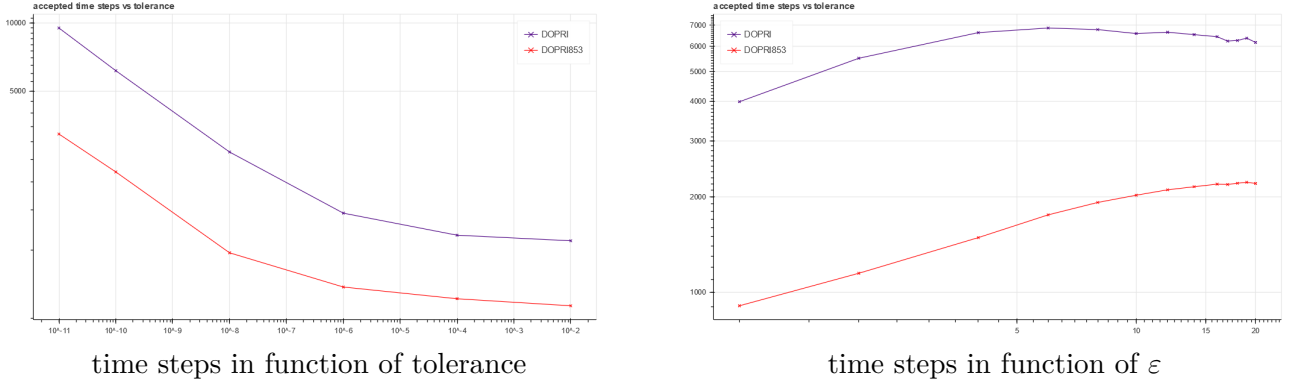 accepted time steps vs tolerance
10000
5000
DOPRI
DOPRI853
10^-11
10^-10
10^-9
10^-8
10^-7
10^-6
10^-5
10^-4
10^-3
10^-2
time steps in function of tolerance
accepted time steps vs tolerance
7000
6000
5000
4000
3000
2000
1000
DOPRI
DOPRI853
5
10
15
20
time steps in function of ε